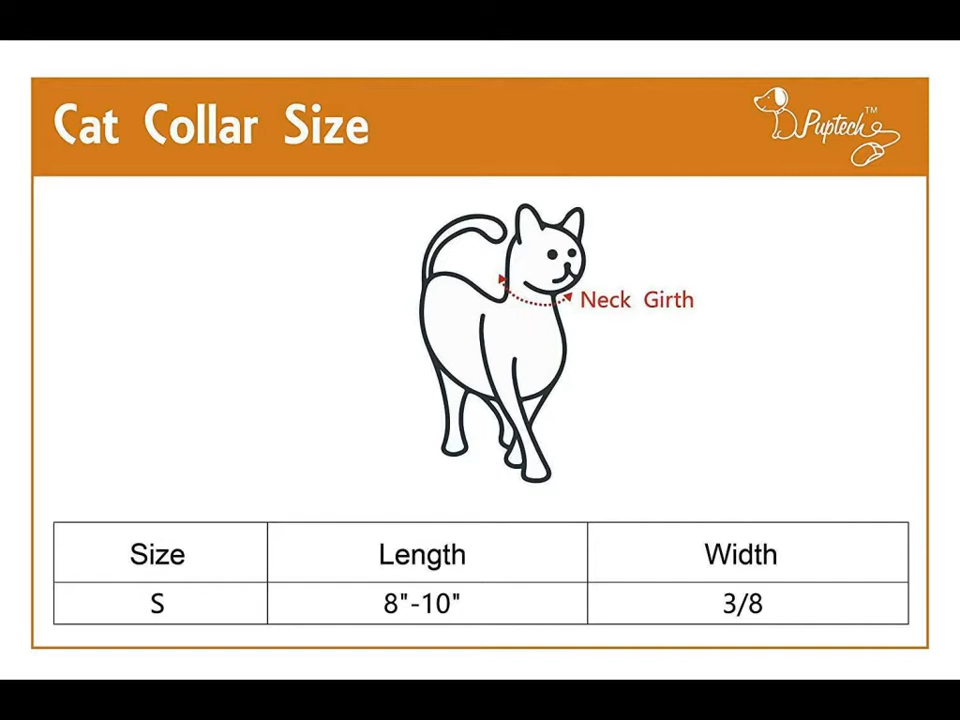 Cat Collar Size
Puptech™
Neck Girth
Size Length Width
S 8"-10" 3/8